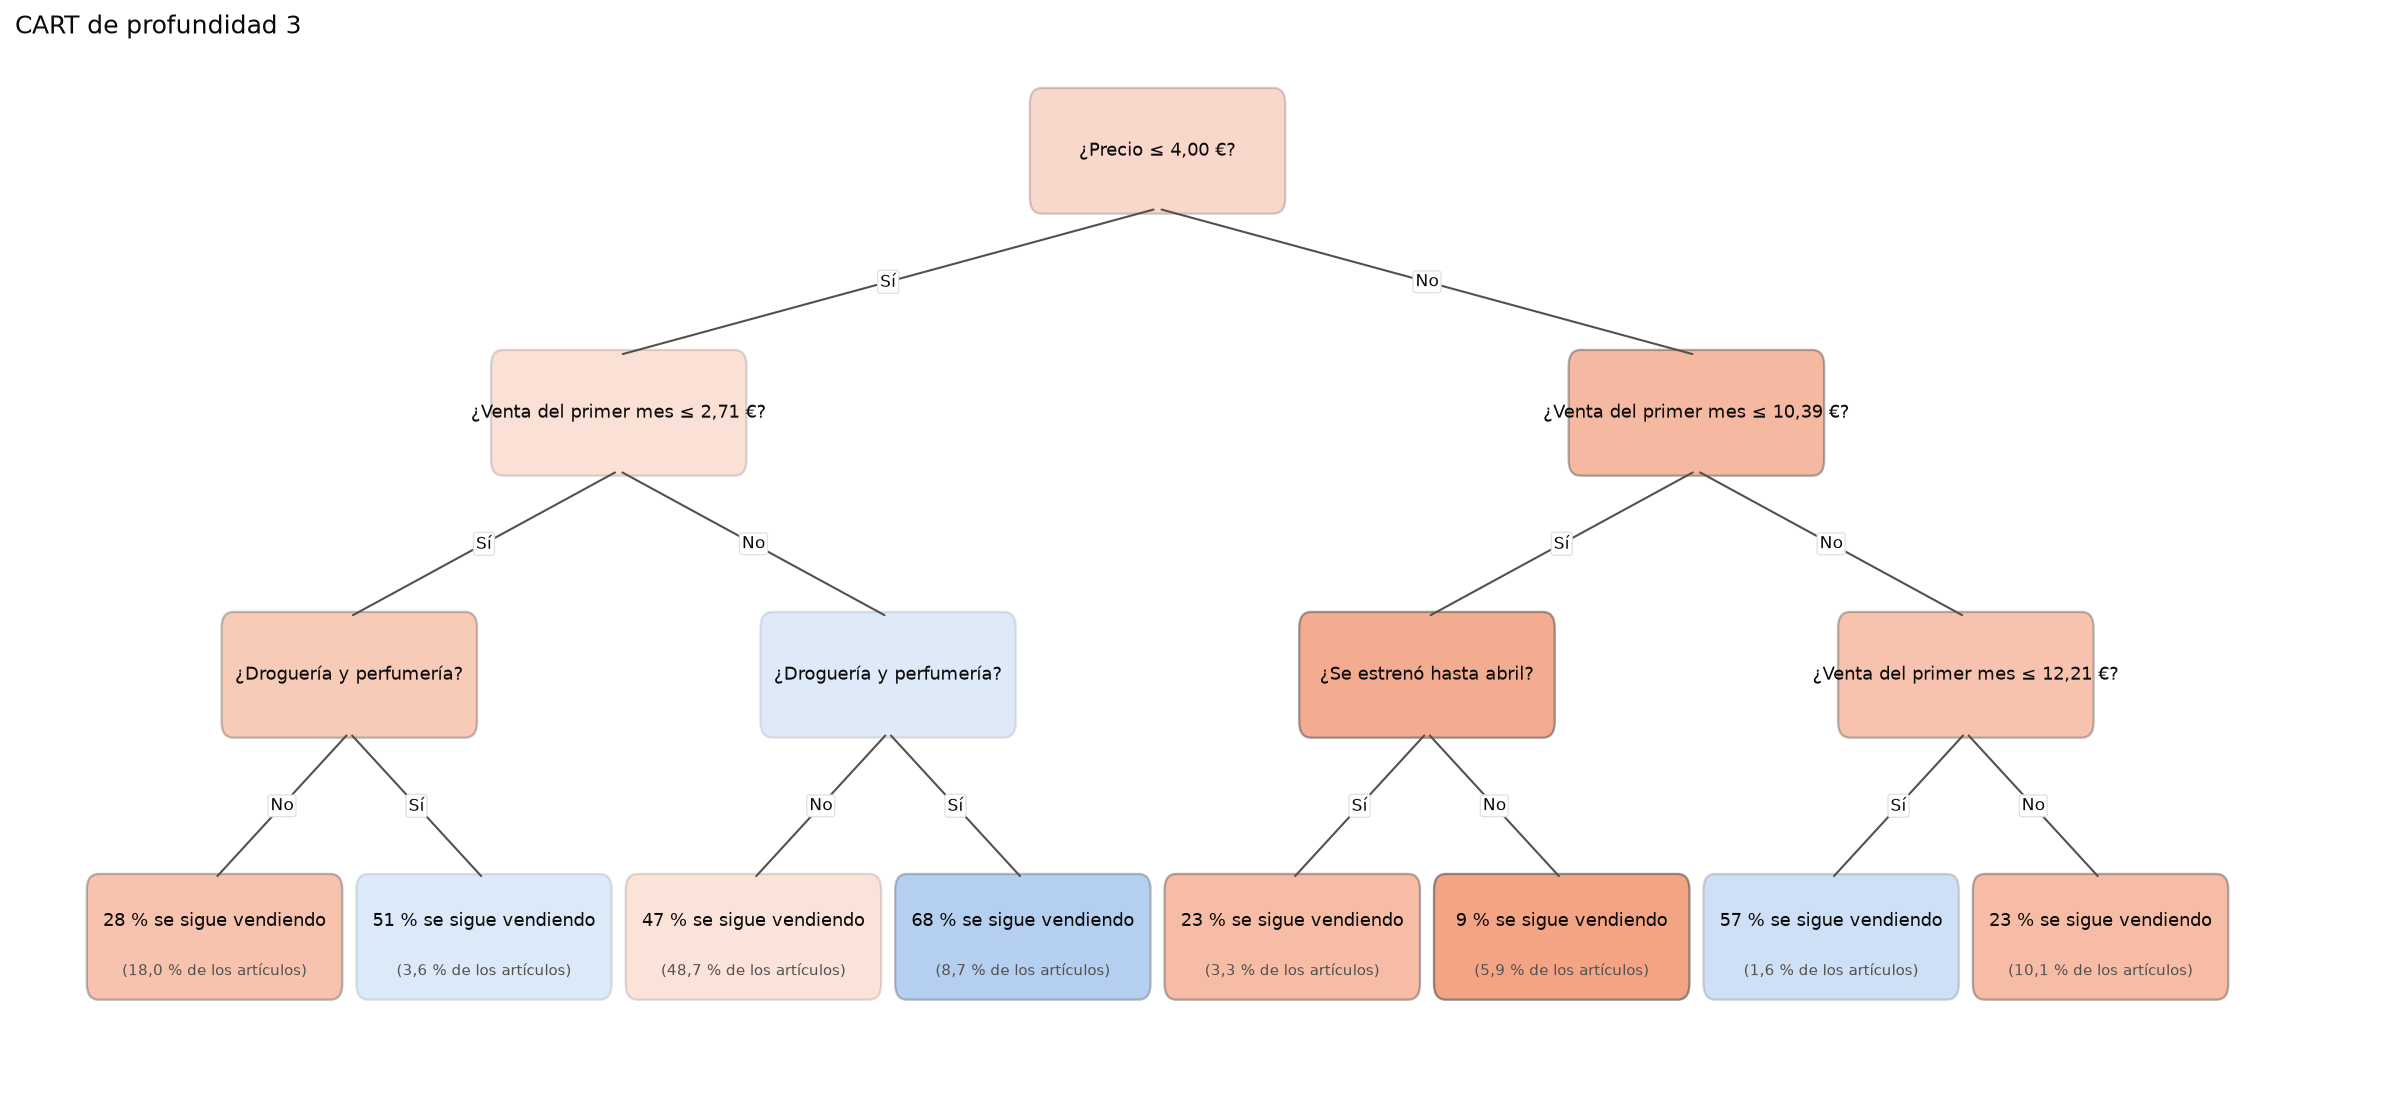 CART de profundidad 3
¿Precio ≤ 4,00 €?
Sí
No
¿Venta del primer mes ≤ 2,71 €?
¿Venta del primer mes ≤ 10,39 €?
Sí
No
Sí
No
¿Droguería y perfumería?
¿Droguería y perfumería?
¿Se estrenó hasta abril?
¿Venta del primer mes ≤ 12,21 €?
No
Sí
No
Sí
Sí
No
Sí
No
28 % se sigue vendiendo
(18,0 % de los artículos)
51 % se sigue vendiendo
(3,6 % de los artículos)
47 % se sigue vendiendo
(48,7 % de los artículos)
68 % se sigue vendiendo
(8,7 % de los artículos)
23 % se sigue vendiendo
(3,3 % de los artículos)
9 % se sigue vendiendo
(5,9 % de los artículos)
57 % se sigue vendiendo
(1,6 % de los artículos)
23 % se sigue vendiendo
(10,1 % de los artículos)